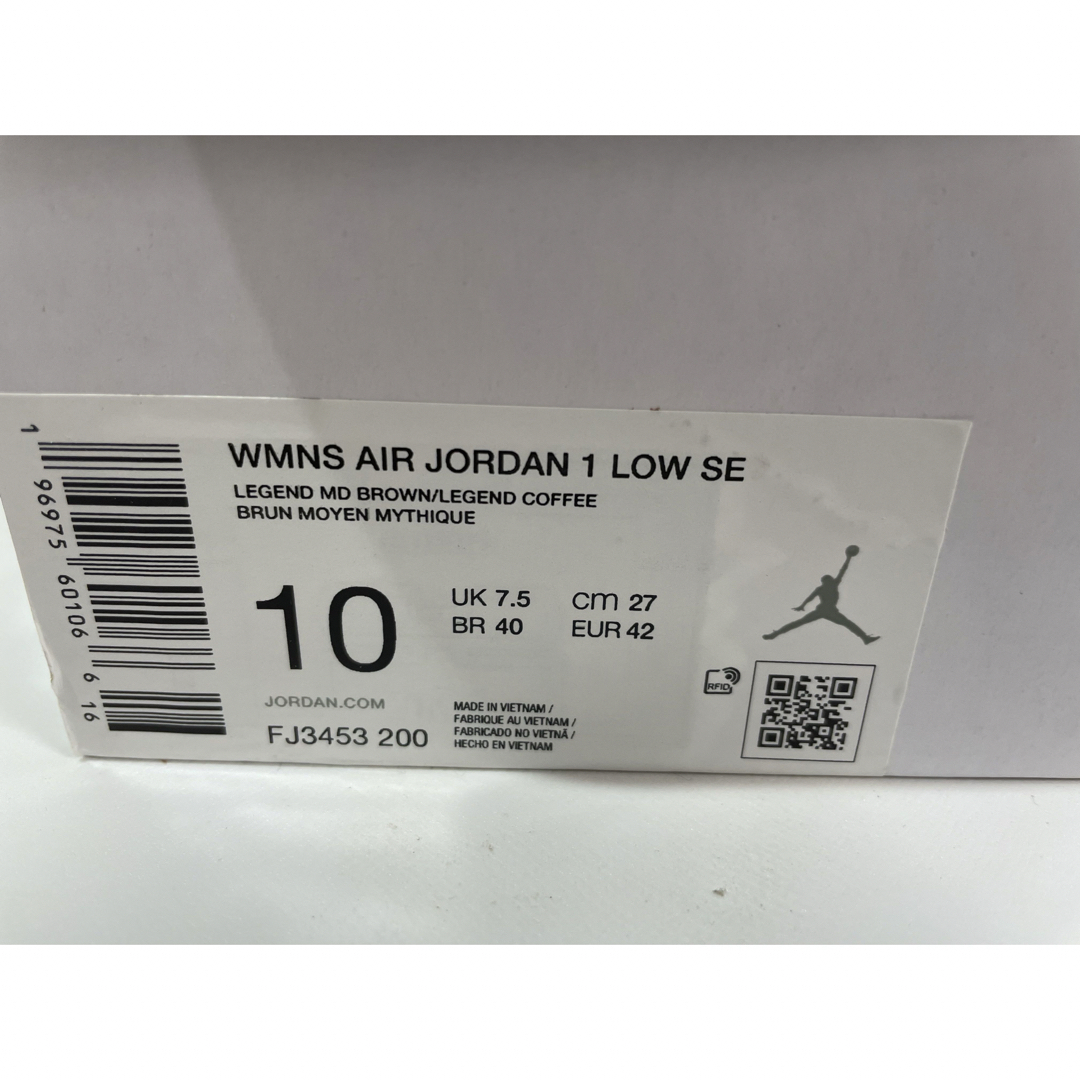 WMNS AIR JORDAN 1 LOW SE
LEGEND MD BROWN/LEGEND COFFEE
BRUN MOYEN MYTHIQUE
10
UK 7.5 cm 27
BR 40 EUR 42
JORDAN.COM
FJ3453 200
MADE IN VIETNAM /
FABRIQUE AU VIETNAM /
FABRICADO NO VIETNÃ /
HECHO EN VIETNAM
RFID
1 96975 60106 6 16